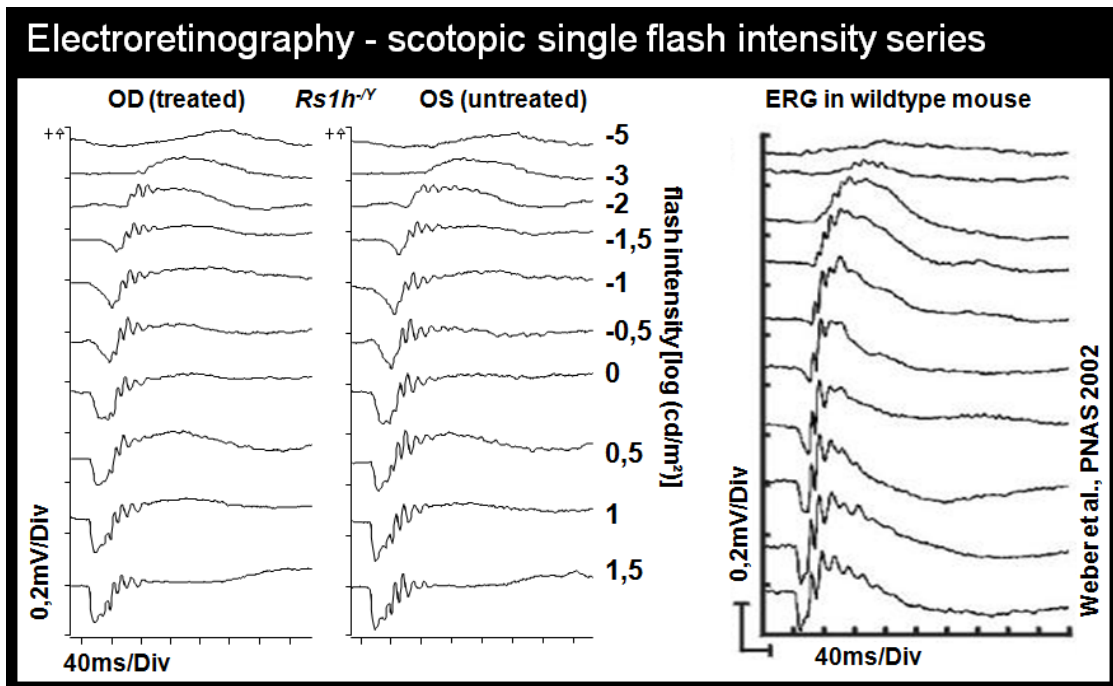 Electroretinography - scotopic single flash intensity series
OD (treated)
Rs1h-/Y
OS (untreated)
ERG in wildtype mouse
-5
-3
-2
-1,5
-1
-0,5
0
0,5
1
1,5
flash intensity [log (cd/m²)]
0,2mV/Div
40ms/Div
0,2mV/Div
40ms/Div
Weber et al., PNAS 2002